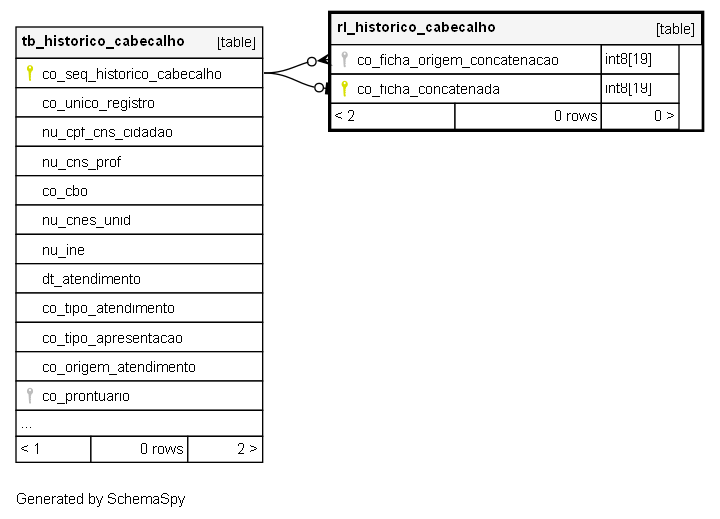 tb_historico_cabecalho [table]
co_seq_historico_cabecalho
co_unico_registro
nu_cpf_cns_cidadao
nu_cns_prof
co_cbo
nu_cnes_unid
nu_ine
dt_atendimento
co_tipo_atendimento
co_tipo_apresentacao
co_origem_atendimento
co_prontuario
...
< 1 0 rows 2 >
rl_historico_cabecalho [table]
co_ficha_origem_concatenacao int8[19]
co_ficha_concatenada int8[19]
< 2 0 rows 0 >
Generated by SchemaSpy